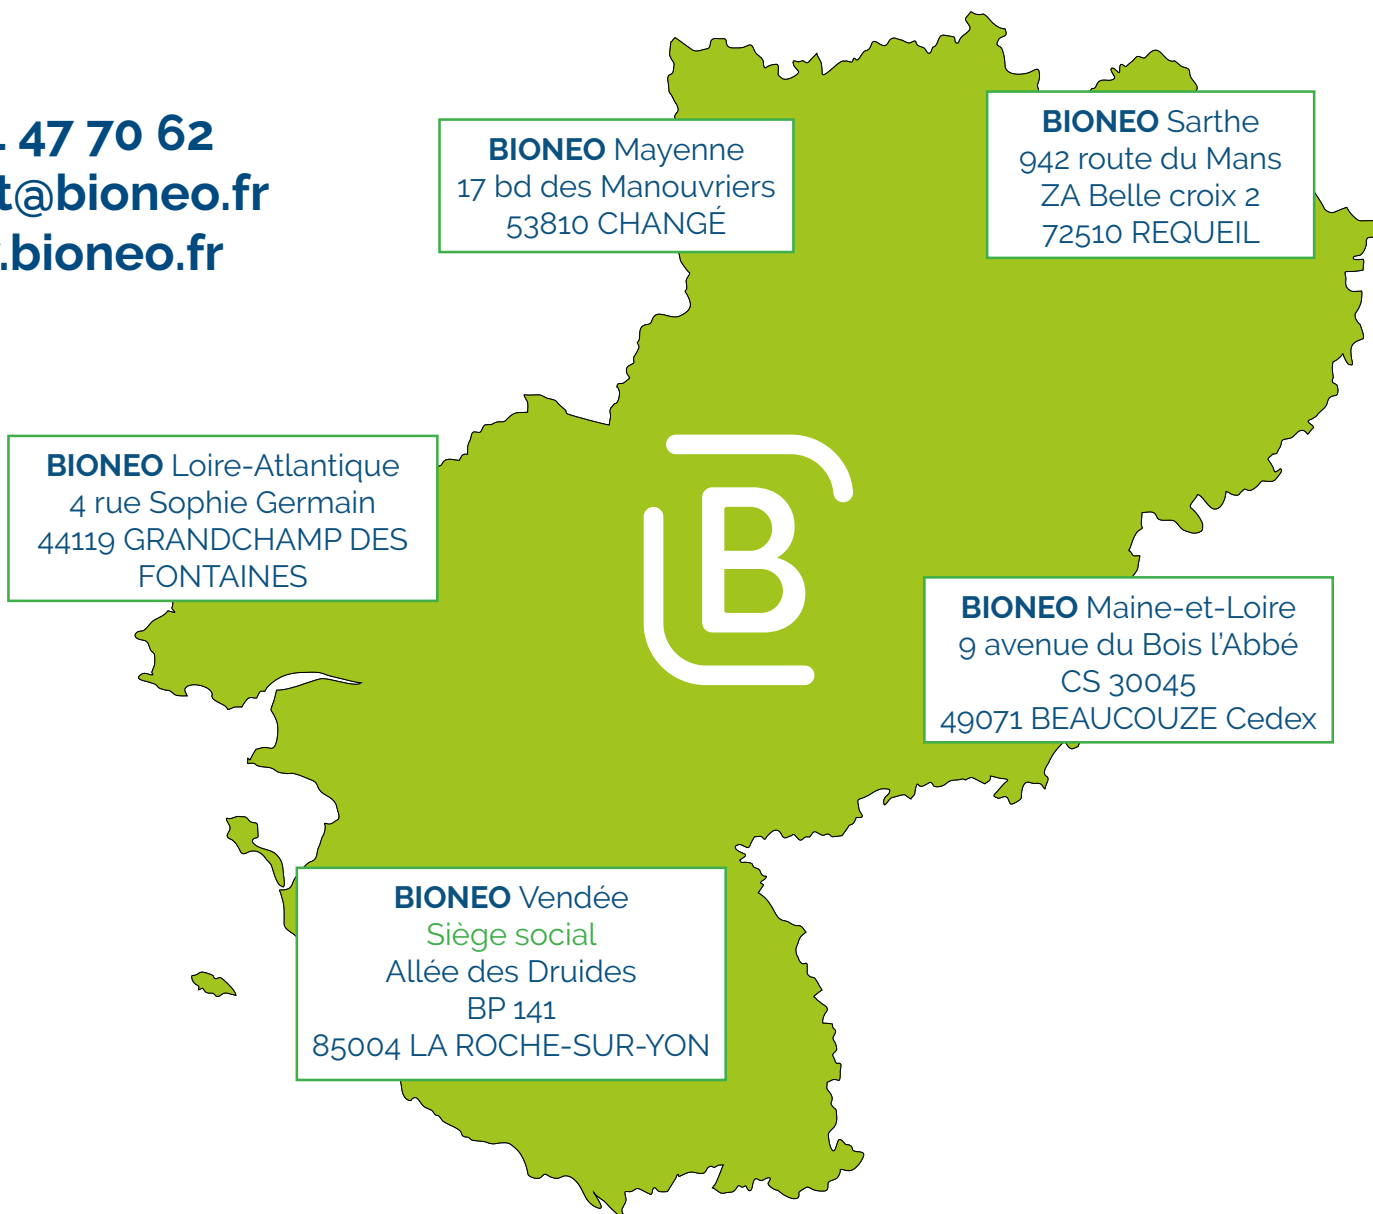 47 70 62
t@bioneo.fr
.bioneo.fr
BIONEO Mayenne
17 bd des Manouvriers
53810 CHANGÉ
BIONEO Sarthe
942 route du Mans
ZA Belle croix 2
72510 REQUEIL
BIONEO Loire-Atlantique
4 rue Sophie Germain
44119 GRANDCHAMP DES
FONTAINES
B
BIONEO Maine-et-Loire
9 avenue du Bois l'Abbé
CS 30045
49071 BEAUCOUZE Cedex
BIONEO Vendée
Siège social
Allée des Druides
BP 141
85004 LA ROCHE-SUR-YON